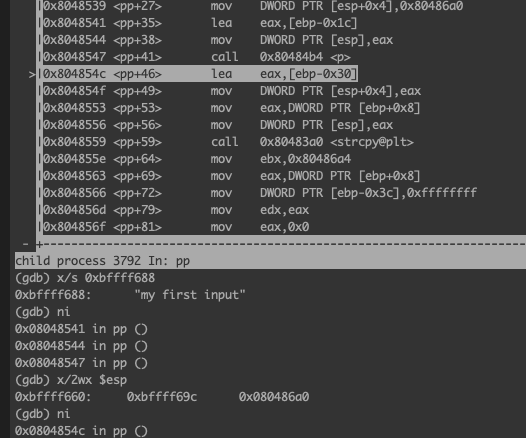 |0x8048539 <pp+27> mov DWORD PTR [esp+0x4],0x80486a0
|0x8048541 <pp+35> lea eax,[ebp-0x1c]
|0x8048544 <pp+38> mov DWORD PTR [esp],eax
|0x8048547 <pp+41> call 0x80484b4 <p>
>|0x804854c <pp+46> lea eax,[ebp-0x30]
|0x804854f <pp+49> mov DWORD PTR [esp+0x4],eax
|0x8048553 <pp+53> mov eax,DWORD PTR [ebp+0x8]
|0x8048556 <pp+56> mov DWORD PTR [esp],eax
|0x8048559 <pp+59> call 0x80483a0 <strcpy@plt>
|0x804855e <pp+64> mov ebx,0x80486a4
|0x8048563 <pp+69> mov eax,DWORD PTR [ebp+0x8]
|0x8048566 <pp+72> mov DWORD PTR [ebp-0x3c],0xffffffff
|0x804856d <pp+79> mov edx,eax
|0x804856f <pp+81> mov eax,0x0
child process 3792 In: pp
(gdb) x/s 0xbffff688
0xbffff688: "my first input"
(gdb) ni
0x08048541 in pp ()
0x08048544 in pp ()
0x08048547 in pp ()
(gdb) x/2wx $esp
0xbffff660: 0xbffff69c 0x080486a0
(gdb) ni
0x0804854c in pp ()